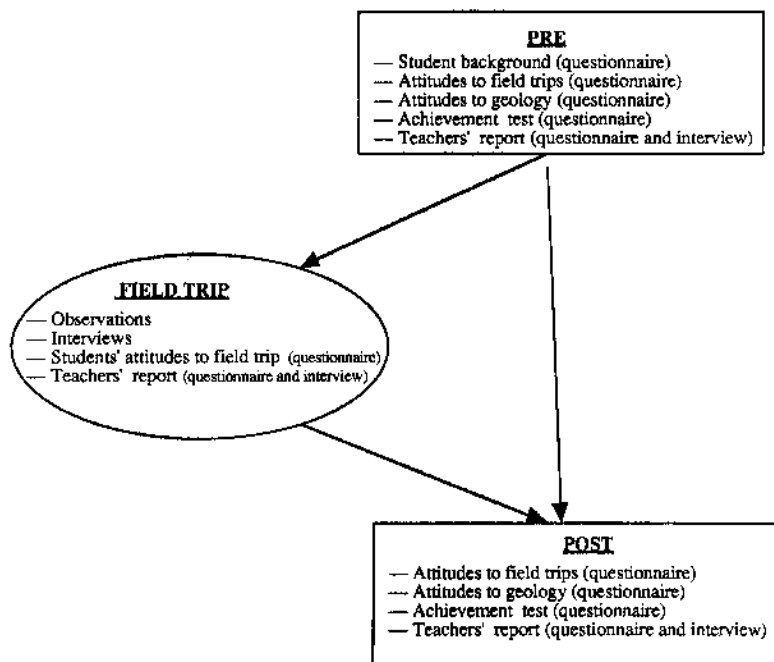 PRE
— Student background (questionnaire)
— Attitudes to field trips (questionnaire)
— Attitudes to geology (questionnaire)
— Achievement test (questionnaire)
— Teachers' report (questionnaire and interview)
FIELD TRIP
— Observations
— Interviews
— Students' attitudes to field trip (questionnaire)
— Teachers' report (questionnaire and interview)
POST
— Attitudes to field trips (questionnaire)
— Attitudes to geology (questionnaire)
— Achievement test (questionnaire)
— Teachers' report (questionnaire and interview)